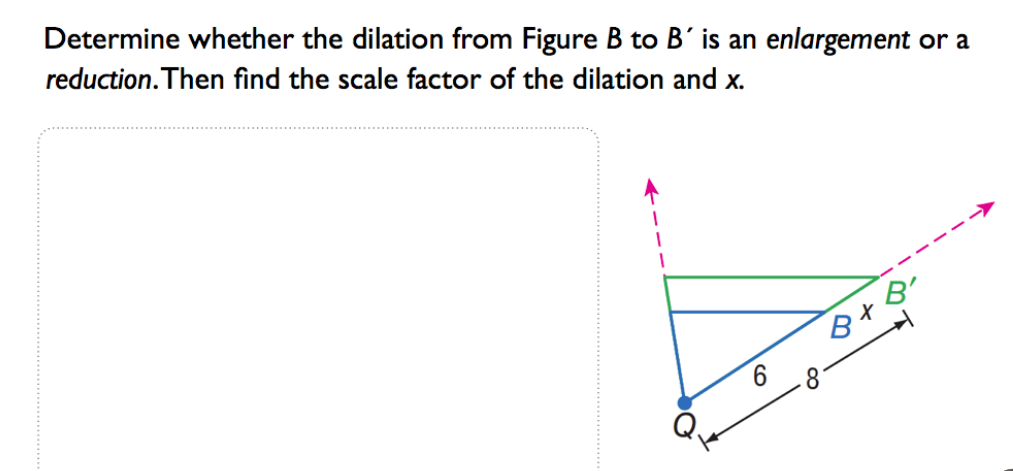 Determine whether the dilation from Figure B to B´ is an enlargement or a
reduction. Then find the scale factor of the dilation and x.
B′
x
B
6
8
Q